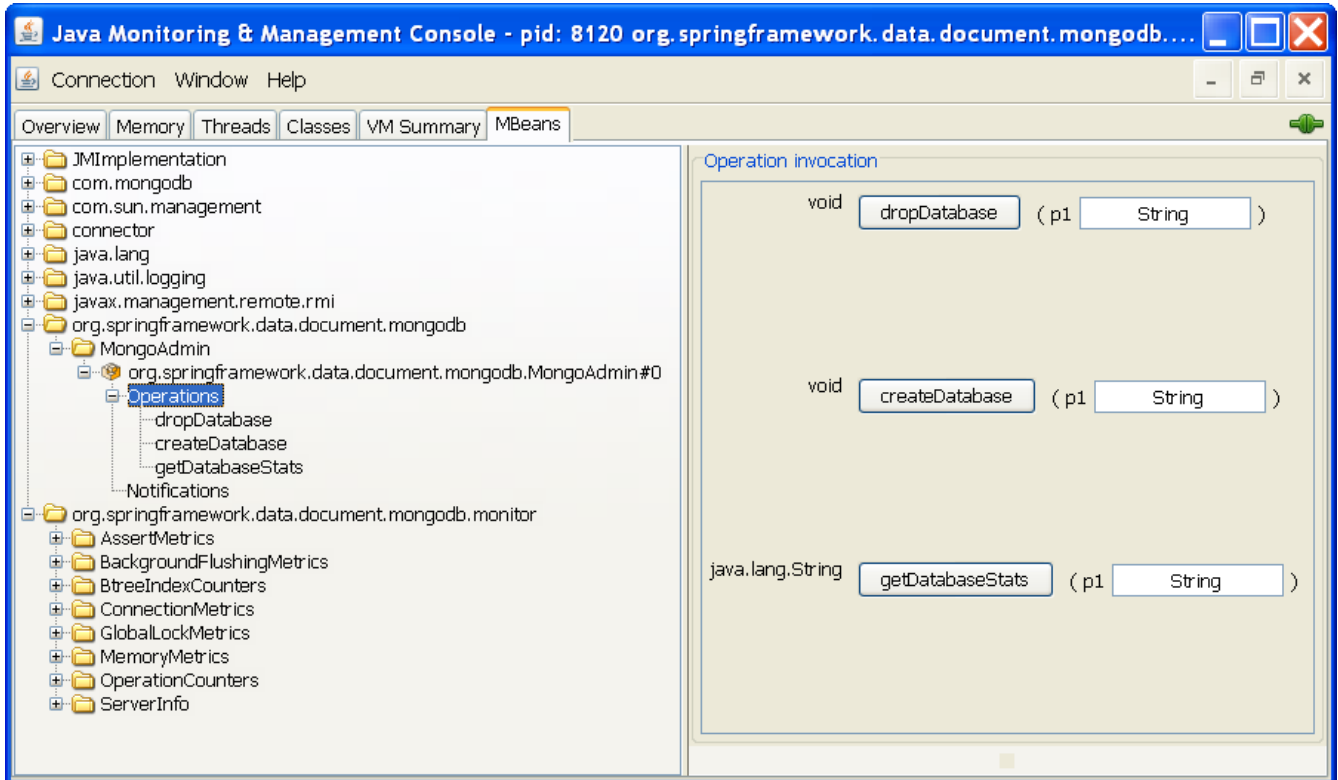 Java Monitoring & Management Console - pid: 8120 org.springframework.data.document.mongodb....
Connection Window Help
Overview Memory Threads Classes VM Summary MBeans
JMImplementation
com.mongodb
com.sun.management
connector
java.lang
java.util.logging
javax.management.remote.rmi
org.springframework.data.document.mongodb
MongoAdmin
org.springframework.data.document.mongodb.MongoAdmin#0
Operations
dropDatabase
createDatabase
getDatabaseStats
Notifications
org.springframework.data.document.mongodb.monitor
AssertMetrics
BackgroundFlushingMetrics
BtreeIndexCounters
ConnectionMetrics
GlobalLockMetrics
MemoryMetrics
OperationCounters
ServerInfo
Operation invocation
void dropDatabase ( p1 String )
void createDatabase ( p1 String )
java.lang.String getDatabaseStats ( p1 String )